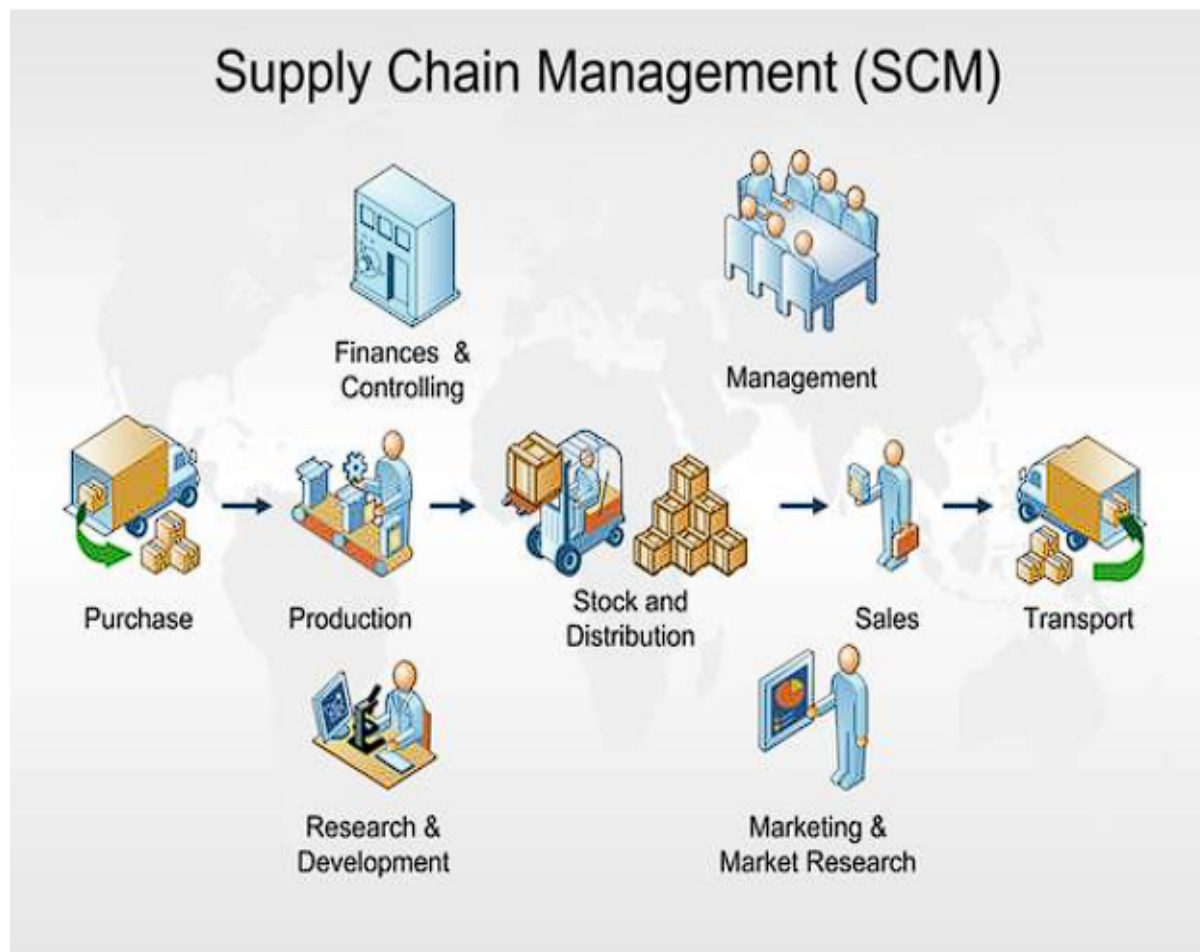 Supply Chain Management (SCM)
Finances &
Controlling
Management
Purchase
Production
Stock and
Distribution
Sales
Transport
Research &
Development
Marketing &
Market Research